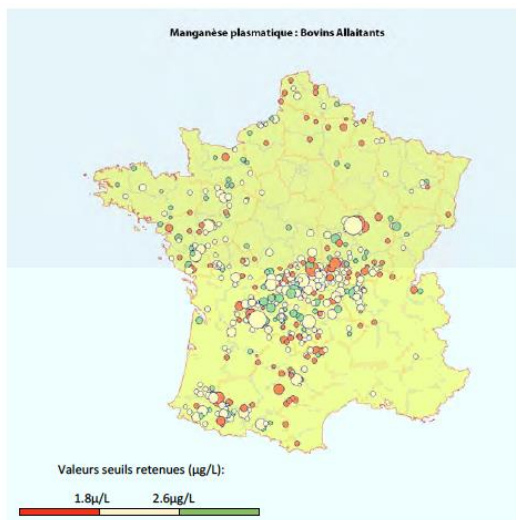 Manganèse plasmatique : Bovins Allaitants
Valeurs seuils retenues (µg/L):
1.8µ/L 2.6µg/L